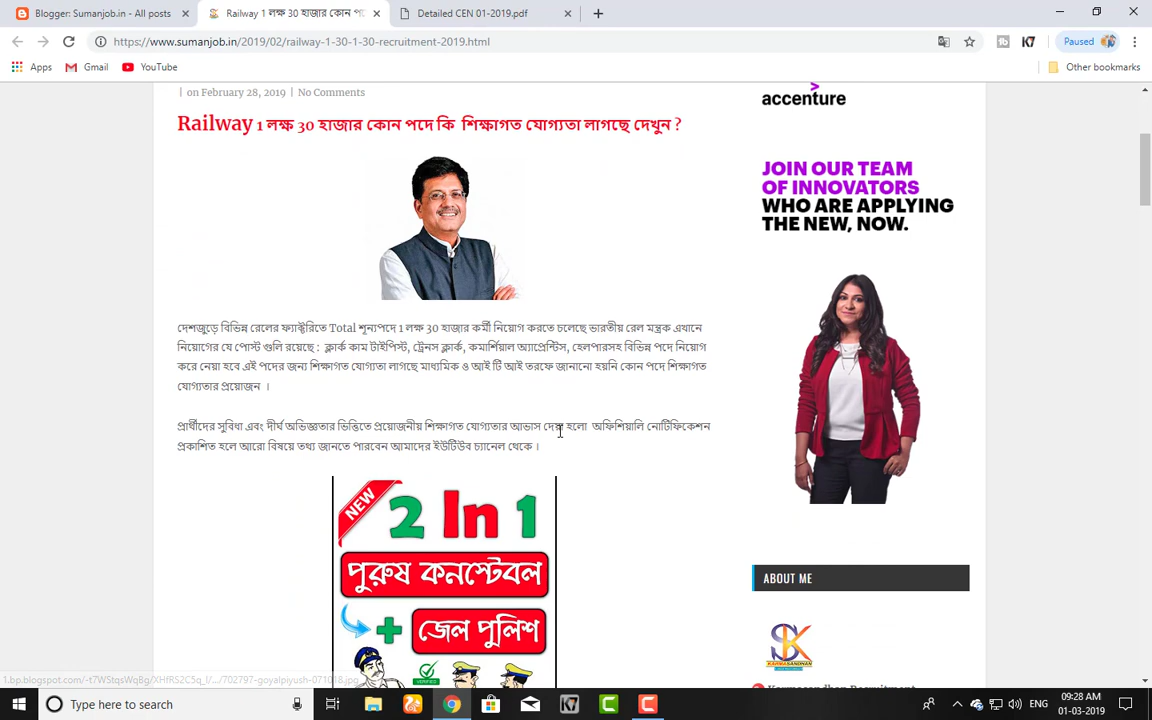 Blogger: Sumanjob.in - All posts
Railway 1 লক্ষ 30 হাজার কোন পদে
Detailed CEN 01-2019.pdf
https://www.sumanjob.in/2019/02/railway-1-30-1-30-recruitment-2019.html
Paused
Apps
Gmail
YouTube
Other bookmarks
| on February 28, 2019 | No Comments
Railway 1 লক্ষ 30 হাজার কোন পদে কি শিক্ষাগত যোগ্যতা লাগছে দেখুন ?
দেশজুড়ে বিভিন্ন রেলের ফ্যাক্টরিতে Total শূন্যপদে 1 লক্ষ 30 হাজার কর্মী নিয়োগ করতে চলেছে ভারতীয় রেল মন্ত্রক এখানে
নিয়োগের যে পোস্ট গুলি রয়েছে : ক্লার্ক কাম টাইপিস্ট, ট্রেনস ক্লার্ক, কমার্শিয়াল অ্যাপ্রেন্টিস, হেলপারসহ বিভিন্ন পদে নিয়োগ
করে নেয়া হবে এই পদের জন্য শিক্ষাগত যোগ্যতা লাগছে মাধ্যমিক ও আই টি আই তরফে জানানো হয়নি কোন পদে শিক্ষাগত
যোগ্যতার প্রয়োজন ।
প্রার্থীদের সুবিধা এবং দীর্ঘ অভিজ্ঞতার ভিত্তিতে প্রয়োজনীয় শিক্ষাগত যোগ্যতার আভাস দেয়া হলো অফিশিয়ালি নোটিফিকেশন
প্রকাশিত হলে আরো বিষয়ে তথ্য জানতে পারবেন আমাদের ইউটিউব চ্যানেল থেকে ।
NEW
2 In 1
পুরুষ কনস্টেবল
+ জেল পুলিশ
VERIFIED
accenture
JOIN OUR TEAM
OF INNOVATORS
WHO ARE APPLYING
THE NEW, NOW.
ABOUT ME
SK
KARMASANDHAN
Karmasandhan Recruitment
Type here to search
ENG
09:28 AM
01-03-2019